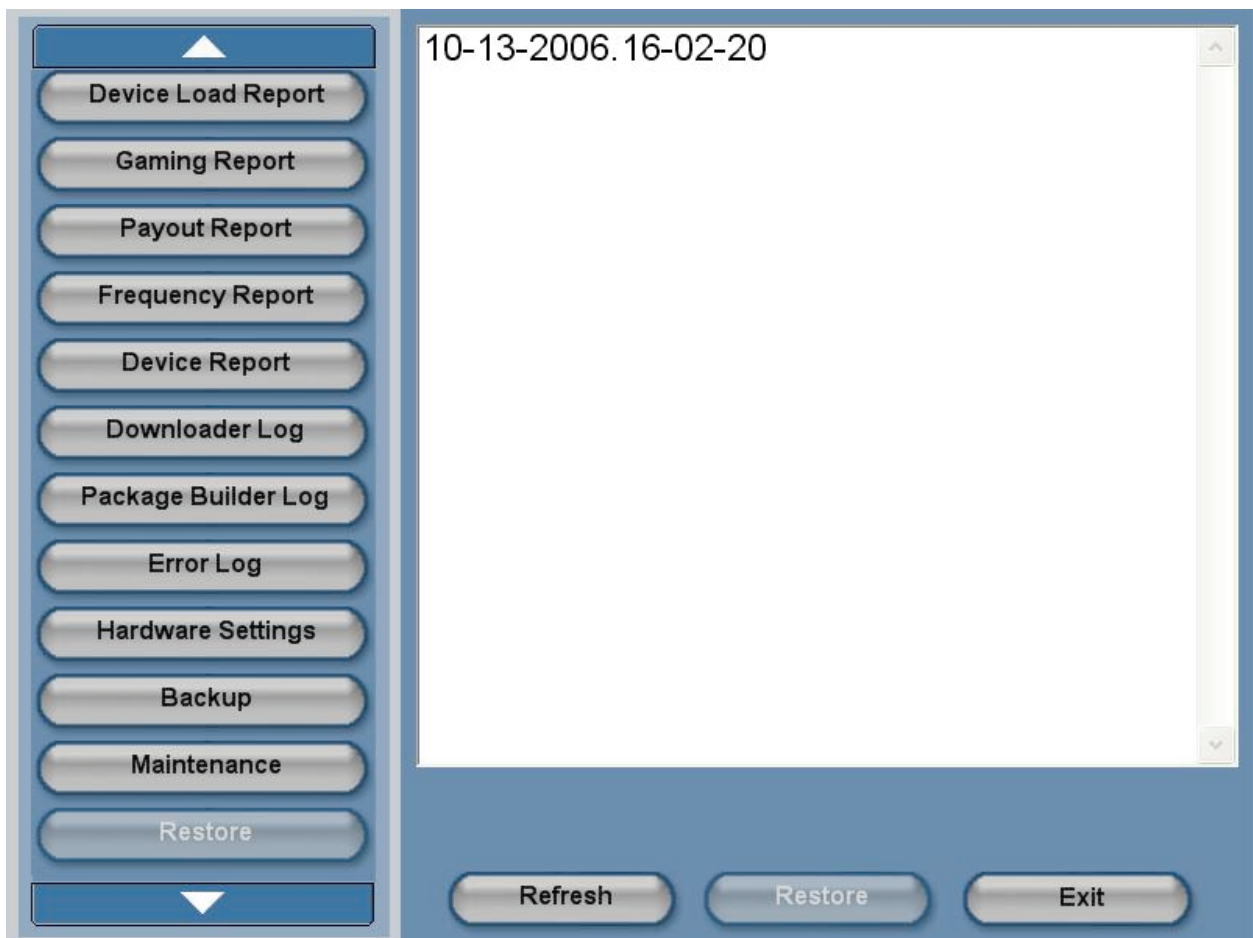 Device Load Report
Gaming Report
Payout Report
Frequency Report
Device Report
Downloader Log
Package Builder Log
Error Log
Hardware Settings
Backup
Maintenance
Restore
10-13-2006.16-02-20
Refresh
Restore
Exit